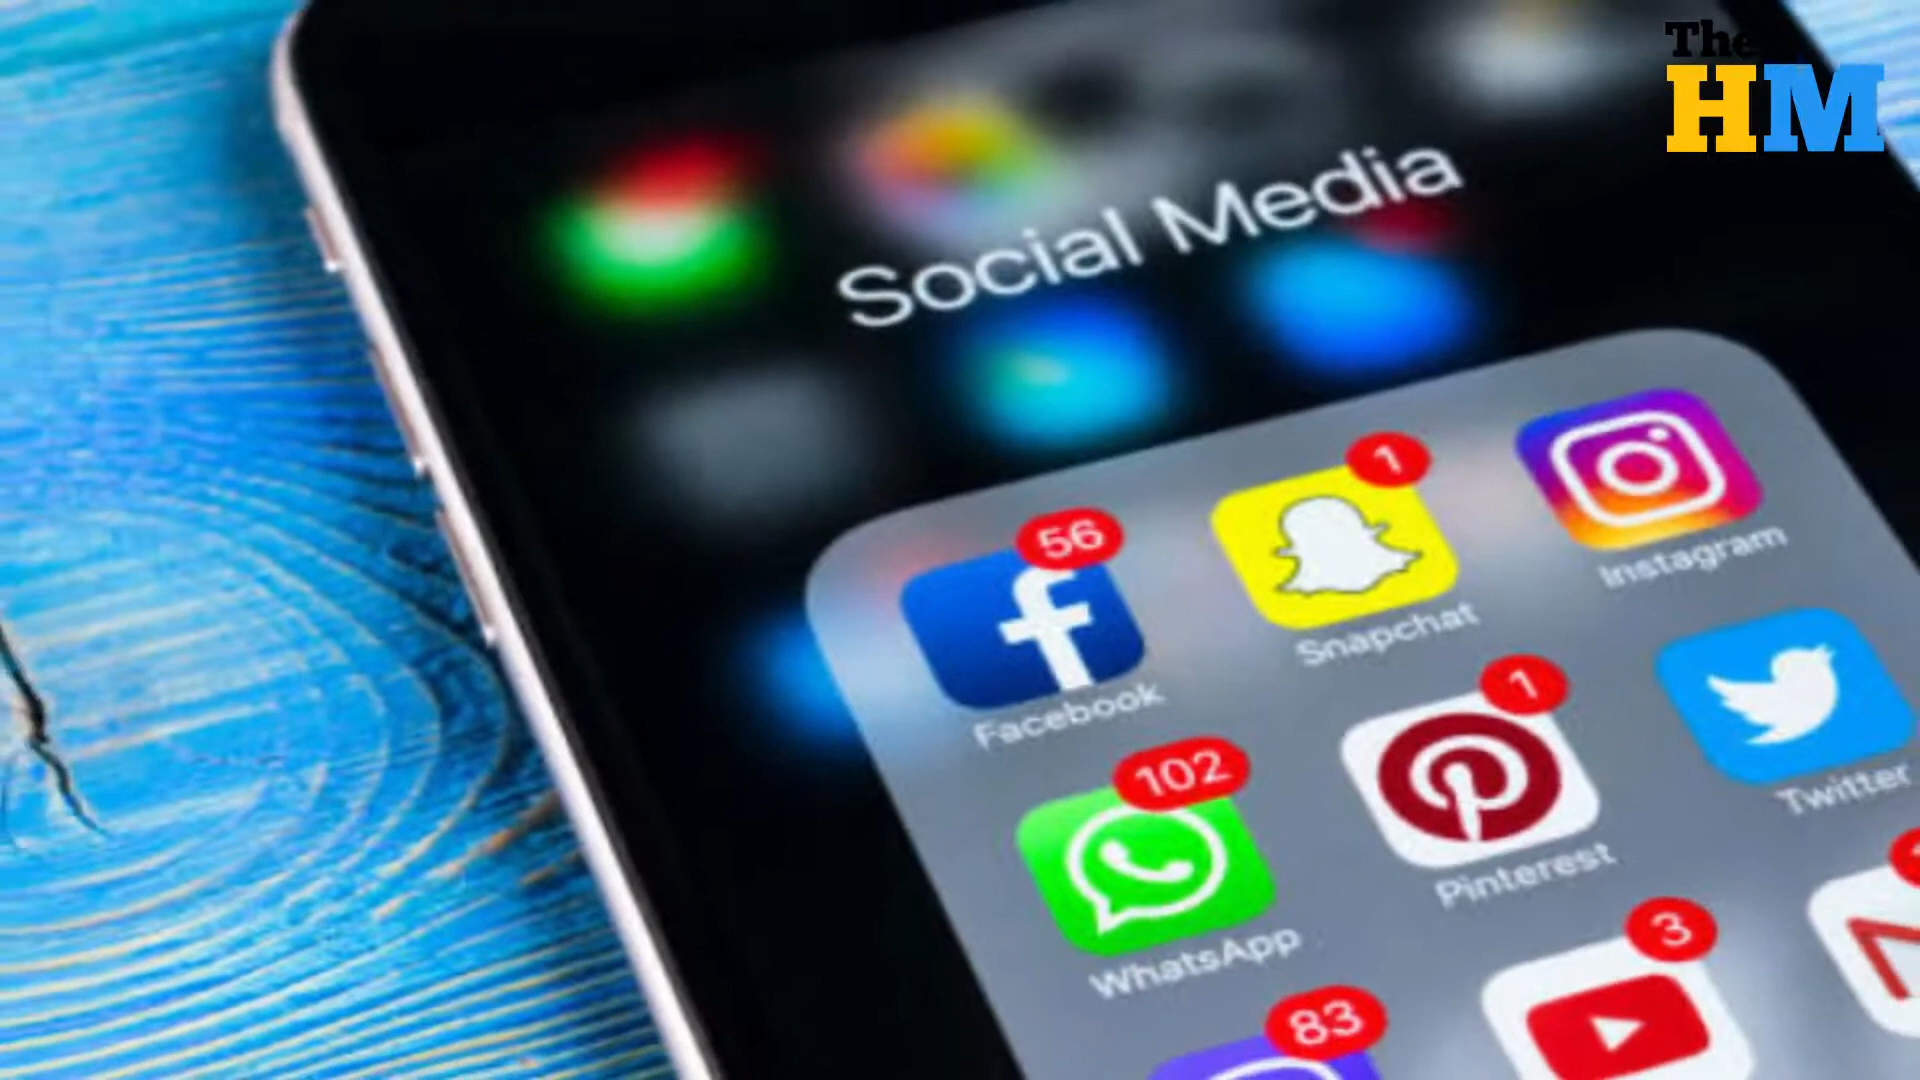 The
HM
Social Media
56
1
Facebook
Snapchat
Instagram
102
1
WhatsApp
Pinterest
Twitter
83
3